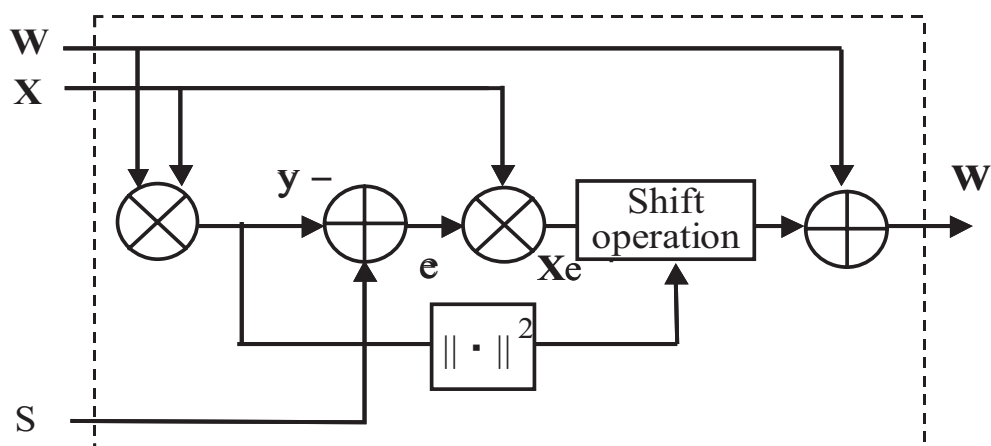 W
X
y –
Shift
operation
W
e
Xe
|| · ||²
S